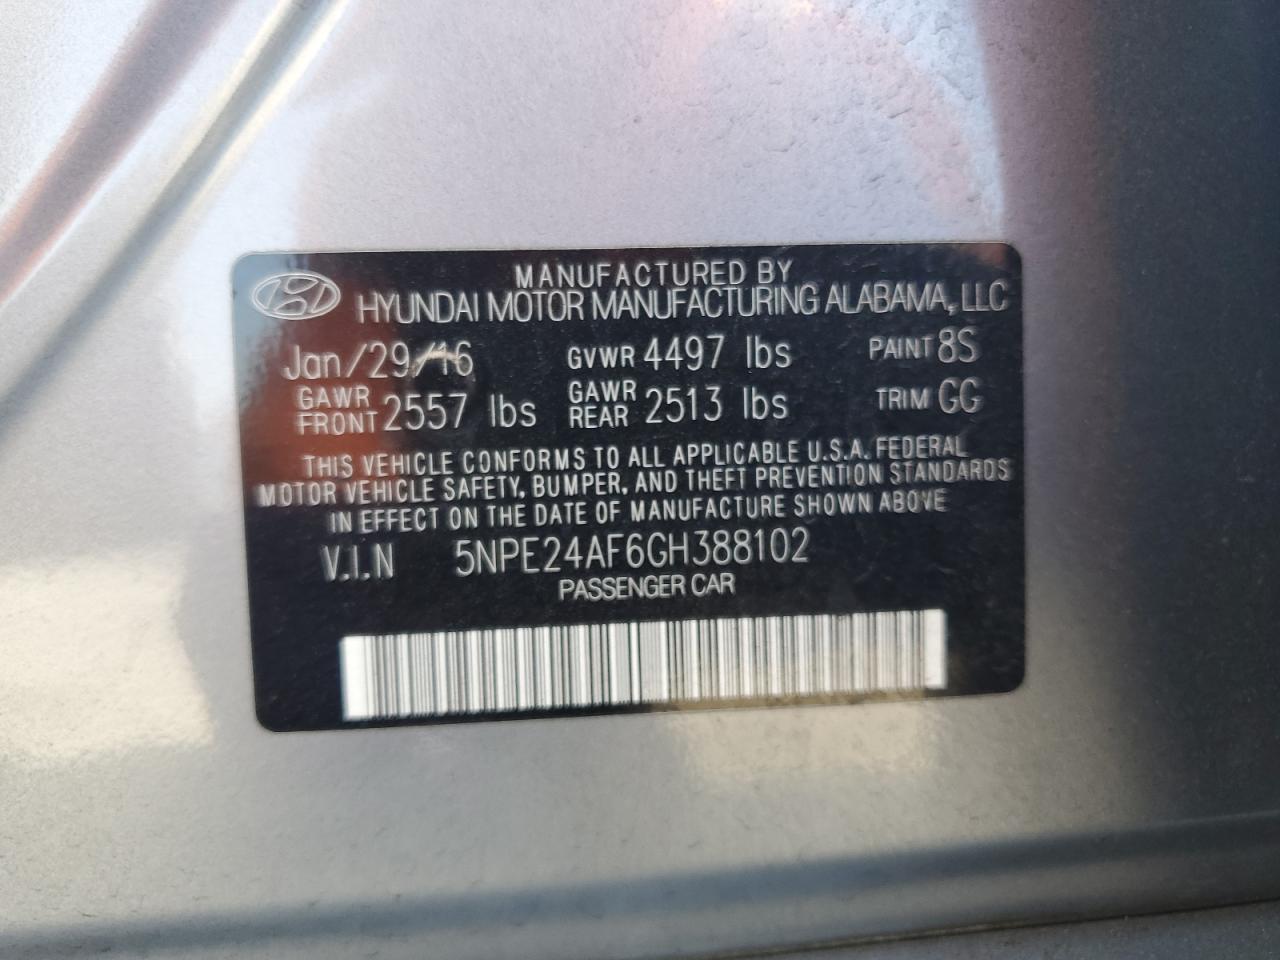 MANUFACTURED BY
HYUNDAI MOTOR MANUFACTURING ALABAMA, LLC
Jan/29/16 GVWR 4497 lbs PAINT 8S
GAWR FRONT 2557 lbs GAWR REAR 2513 lbs TRIM GG
THIS VEHICLE CONFORMS TO ALL APPLICABLE U.S.A. FEDERAL
MOTOR VEHICLE SAFETY, BUMPER, AND THEFT PREVENTION STANDARDS
IN EFFECT ON THE DATE OF MANUFACTURE SHOWN ABOVE
V.I.N 5NPE24AF6GH388102
PASSENGER CAR